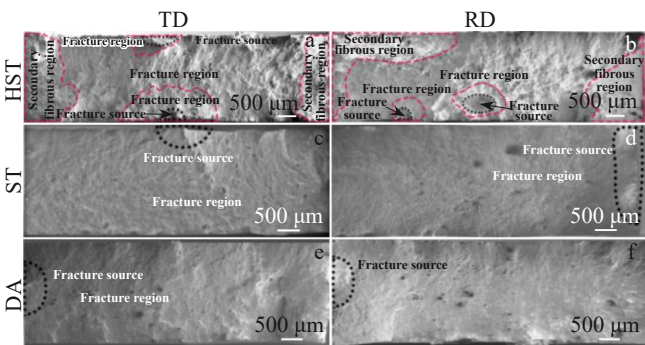 TD
RD
HST
ST
DA
a
Fracture region
Fracture source
Secondary
fibrous region
Fracture region
Fracture region
Fracture source
Secondary
fibrous region
500 μm
b
Secondary
fibrous region
Fracture region
Fracture region
Secondary
fibrous
region
Fracture
source
Fracture
source
500 μm
c
Fracture source
Fracture region
500 μm
d
Fracture source
Fracture region
500 μm
e
Fracture source
Fracture region
500 μm
f
Fracture source
500 μm